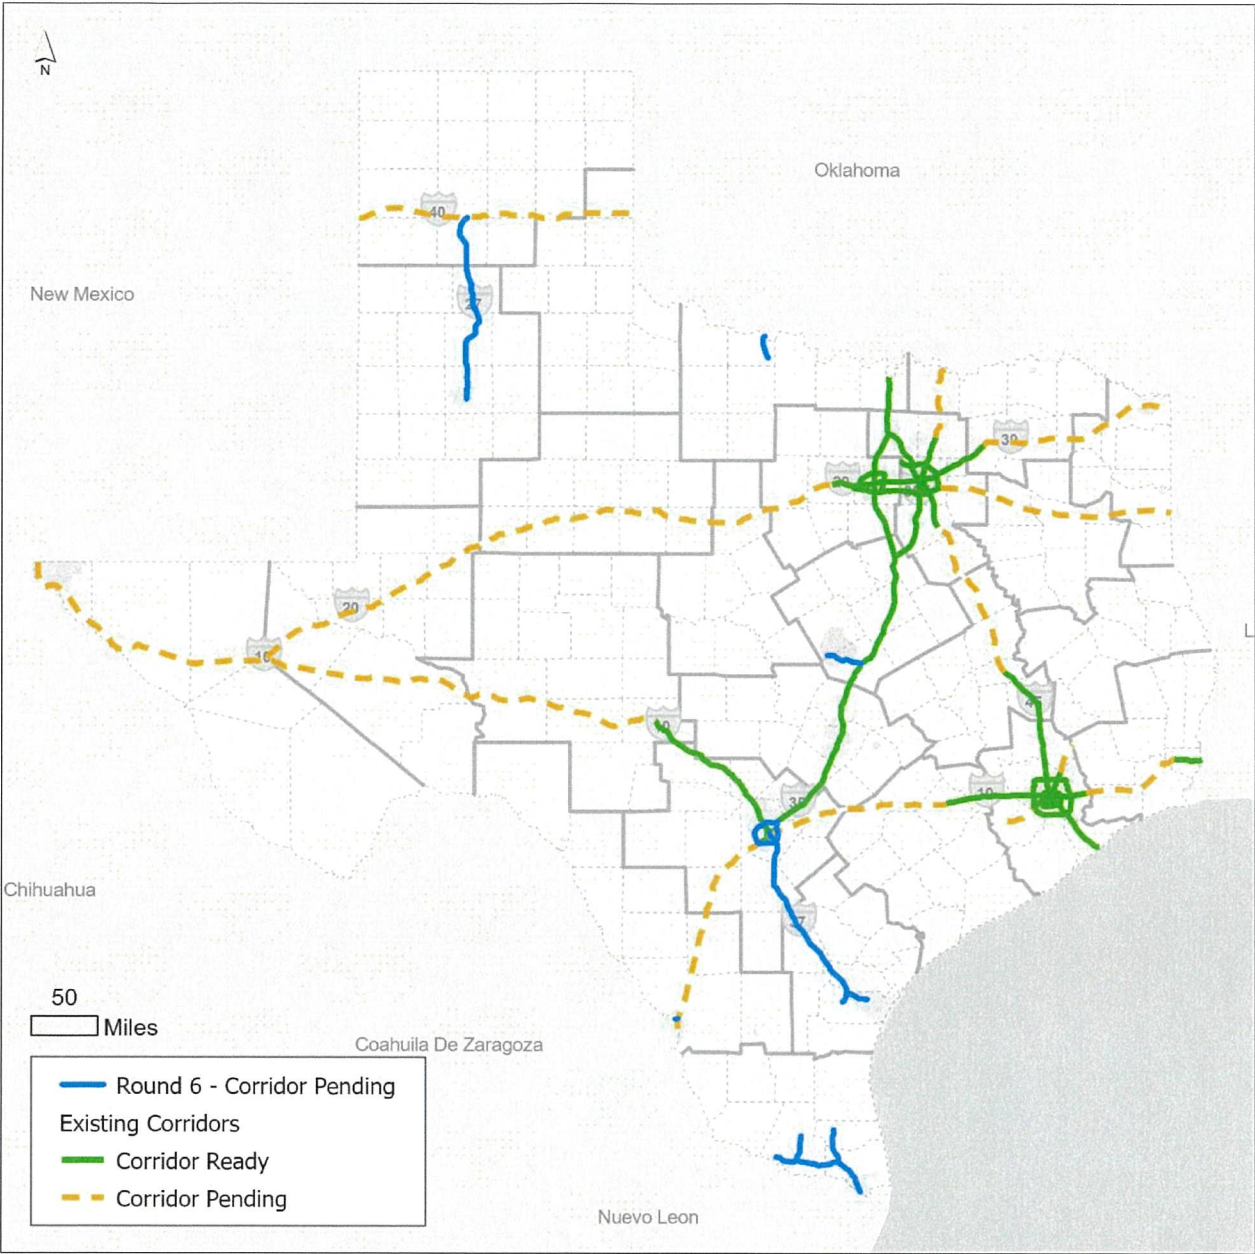 N
Oklahoma
40
New Mexico
27
30
20
20
10
45
10
10
35
37
Chihuahua
50
Miles
Coahuila De Zaragoza
Round 6 - Corridor Pending
Existing Corridors
Corridor Ready
Corridor Pending
Nuevo Leon
L